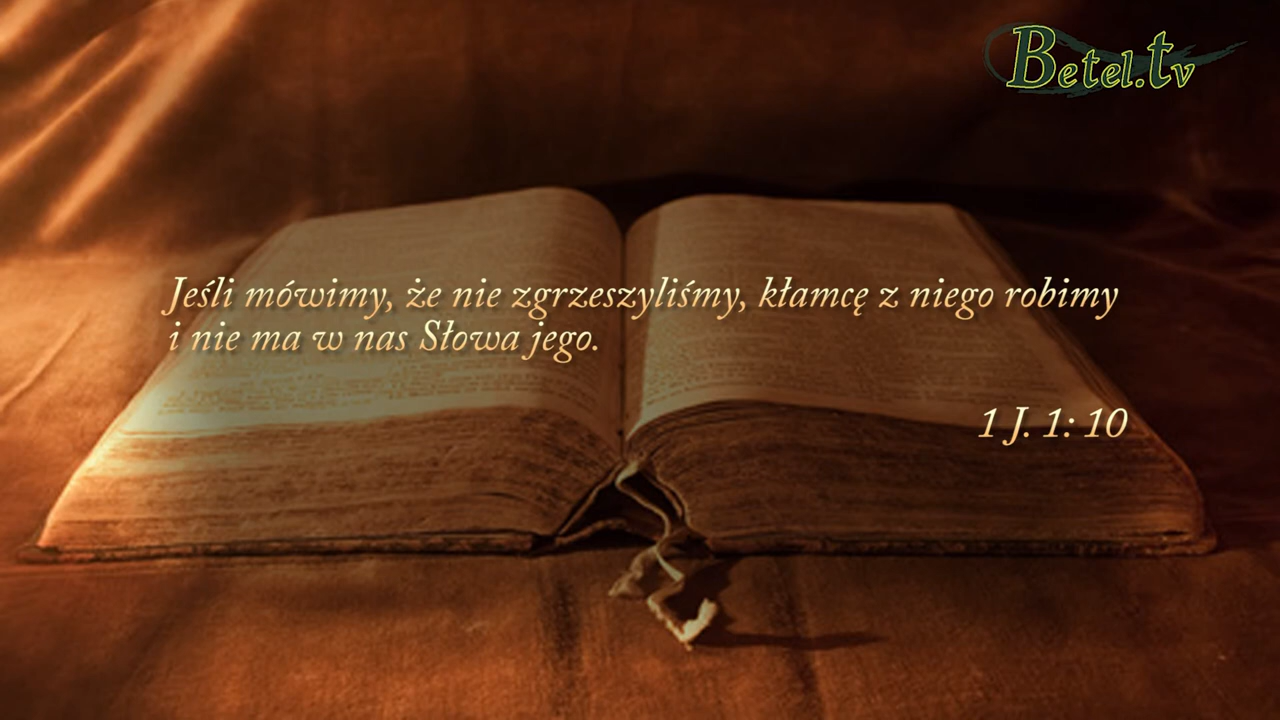 Betel.tv
Jeśli mówimy, że nie zgrzeszyliśmy, kłamcę z niego robimy
i nie ma w nas Słowa jego.
1 J. 1: 10